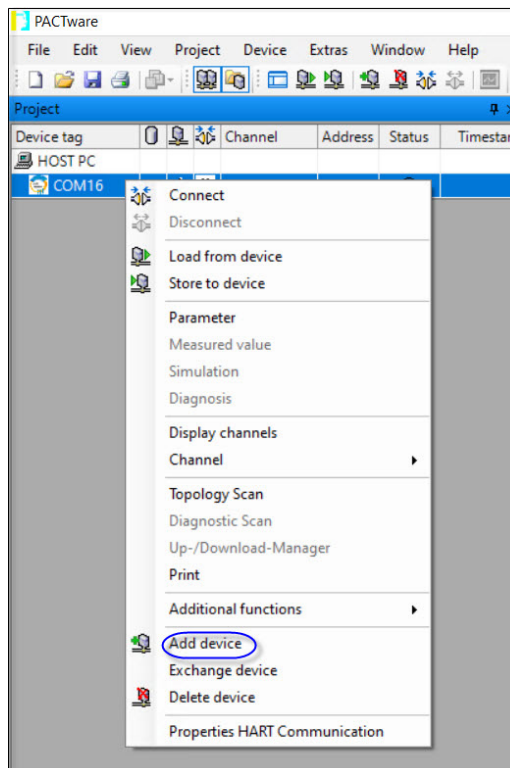 PACTware
File Edit View Project Device Extras Window Help
Project
Device tag Channel Address Status Timesta
HOST PC
COM16
Connect
Disconnect
Load from device
Store to device
Parameter
Measured value
Simulation
Diagnosis
Display channels
Channel
Topology Scan
Diagnostic Scan
Up-/Download-Manager
Print
Additional functions
Add device
Exchange device
Delete device
Properties HART Communication